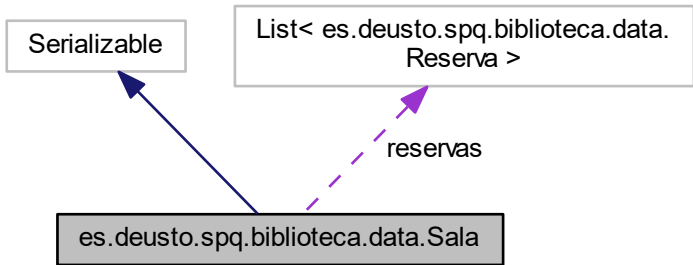 Serializable
List< es.deusto.spq.biblioteca.data.
Reserva >
reservas
es.deusto.spq.biblioteca.data.Sala